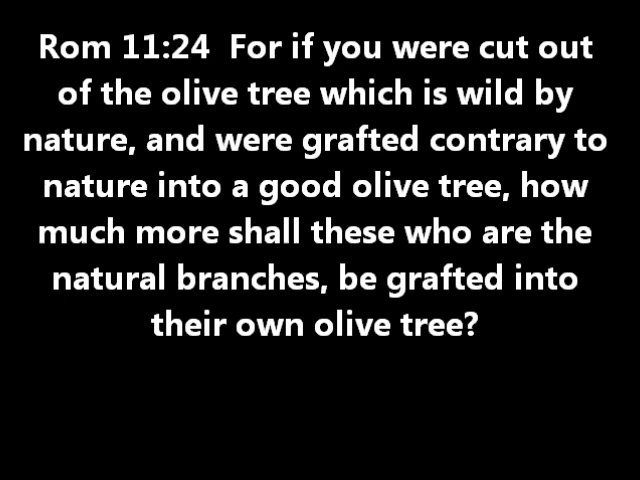 Rom 11:24  For if you were cut out
of the olive tree which is wild by
nature, and were grafted contrary to
nature into a good olive tree, how
much more shall these who are the
natural branches, be grafted into
their own olive tree?